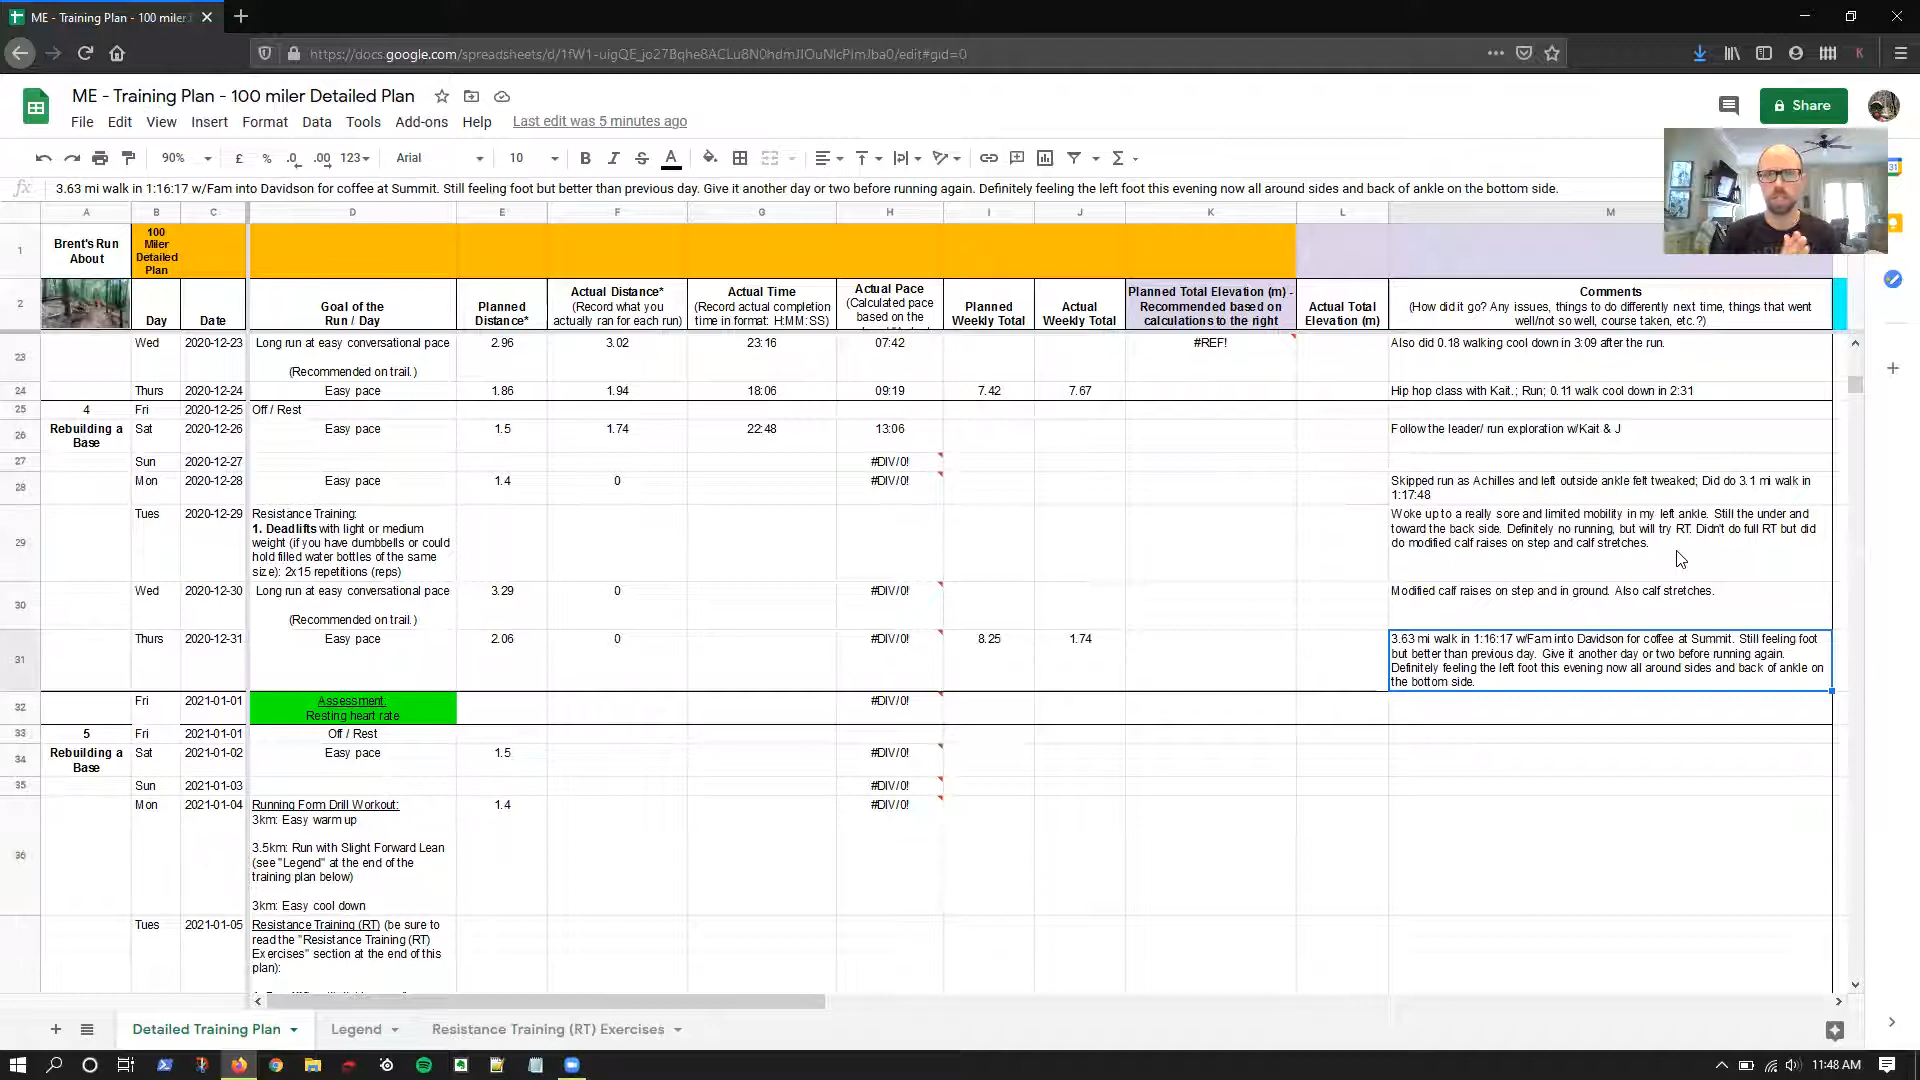 ME - Training Plan - 100 miler
https://docs.google.com/spreadsheets/d/
ME - Training Plan - 100 miler Detailed Plan
Share
File Edit View Insert Format Data Tools Add-ons Help Last edit was 5 minutes ago
90% £ % .0 .00 123 Arial 10 B I S A
fx 3.63 mi walk in 1:16:17 w/Fam into Davidson for coffee at Summit. Still feeling foot but better than previous day. Give it another day or two before running again. Definitely feeling the left foot this evening now all around sides and back of ankle on the bottom side.
A B C D E F G H I J K L M
1 Brent's Run About
100 Miler Detailed Plan
2 Day Date
Goal of the Run / Day
Planned Distance*
Actual Distance*
(Record what you actually ran for each run)
Actual Time
(Record actual completion time in format: H:MM:SS)
Actual Pace
(Calculated pace based on the
Planned Weekly Total
Actual Weekly Total
Planned Total Elevation (m) - Recommended based on calculations to the right
Actual Total Elevation (m)
Comments
(How did it go? Any issues, things to do differently next time, things that went well/not so well, course taken, etc.?)
23 Wed 2020-12-23 Long run at easy conversational pace 2.96 3.02 23:16 07:42 #REF! Also did 0.18 walking cool down in 3:09 after the run.
(Recommended on trail.)
24 Thurs 2020-12-24 Easy pace 1.86 1.94 18:06 09:19 7.42 7.67 Hip hop class with Kait.; Run; 0.11 walk cool down in 2:31
25 4 Fri 2020-12-25 Off / Rest
26 Rebuilding a Base Sat 2020-12-26 Easy pace 1.5 1.74 22:48 13:06 Follow the leader/ run exploration w/Kait & J
27 Sun 2020-12-27 #DIV/0!
28 Mon 2020-12-28 Easy pace 1.4 0 #DIV/0! Skipped run as Achilles and left outside ankle felt tweaked; Did do 3.1 mi walk in
1:17:48
29 Tues 2020-12-29 Resistance Training:
1. Deadlifts with light or medium
weight (if you have dumbbells or could
hold filled water bottles of the same
size): 2x15 repetitions (reps)
Woke up to a really sore and limited mobility in my left ankle. Still the under and
toward the back side. Definitely no running, but will try RT. Didn't do full RT but did
do modified calf raises on step and calf stretches.
30 Wed 2020-12-30 Long run at easy conversational pace 3.29 0 #DIV/0! Modified calf raises on step and in ground. Also calf stretches.
(Recommended on trail.)
31 Thurs 2020-12-31 Easy pace 2.06 0 #DIV/0! 8.25 1.74
3.63 mi walk in 1:16:17 w/Fam into Davidson for coffee at Summit. Still feeling foot
but better than previous day. Give it another day or two before running again.
Definitely feeling the left foot this evening now all around sides and back of ankle on
the bottom side.
32 Fri 2021-01-01 Assessment: #DIV/0!
Resting heart rate
33 5 Fri 2021-01-01 Off / Rest
34 Rebuilding a Base Sat 2021-01-02 Easy pace 1.5 #DIV/0!
35 Sun 2021-01-03 #DIV/0!
36 Mon 2021-01-04 Running Form Drill Workout: 1.4 #DIV/0!
3km: Easy warm up
3.5km: Run with Slight Forward Lean
(see "Legend" at the end of the
training plan below)
3km: Easy cool down
Tues 2021-01-05 Resistance Training (RT) (be sure to
read the "Resistance Training (RT)
Exercises" section at the end of this
plan):
Detailed Training Plan Legend Resistance Training (RT) Exercises
11:48 AM